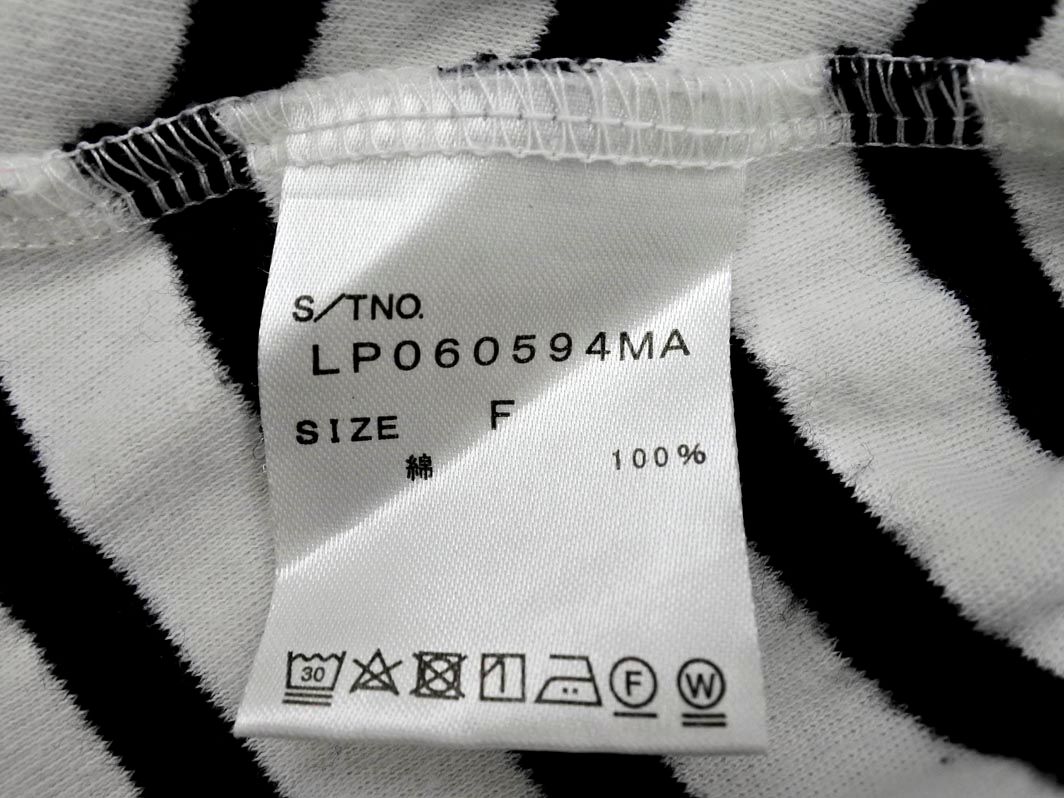 S/TNO.
LP060594MA
SIZE F
綿 100%
30
F W